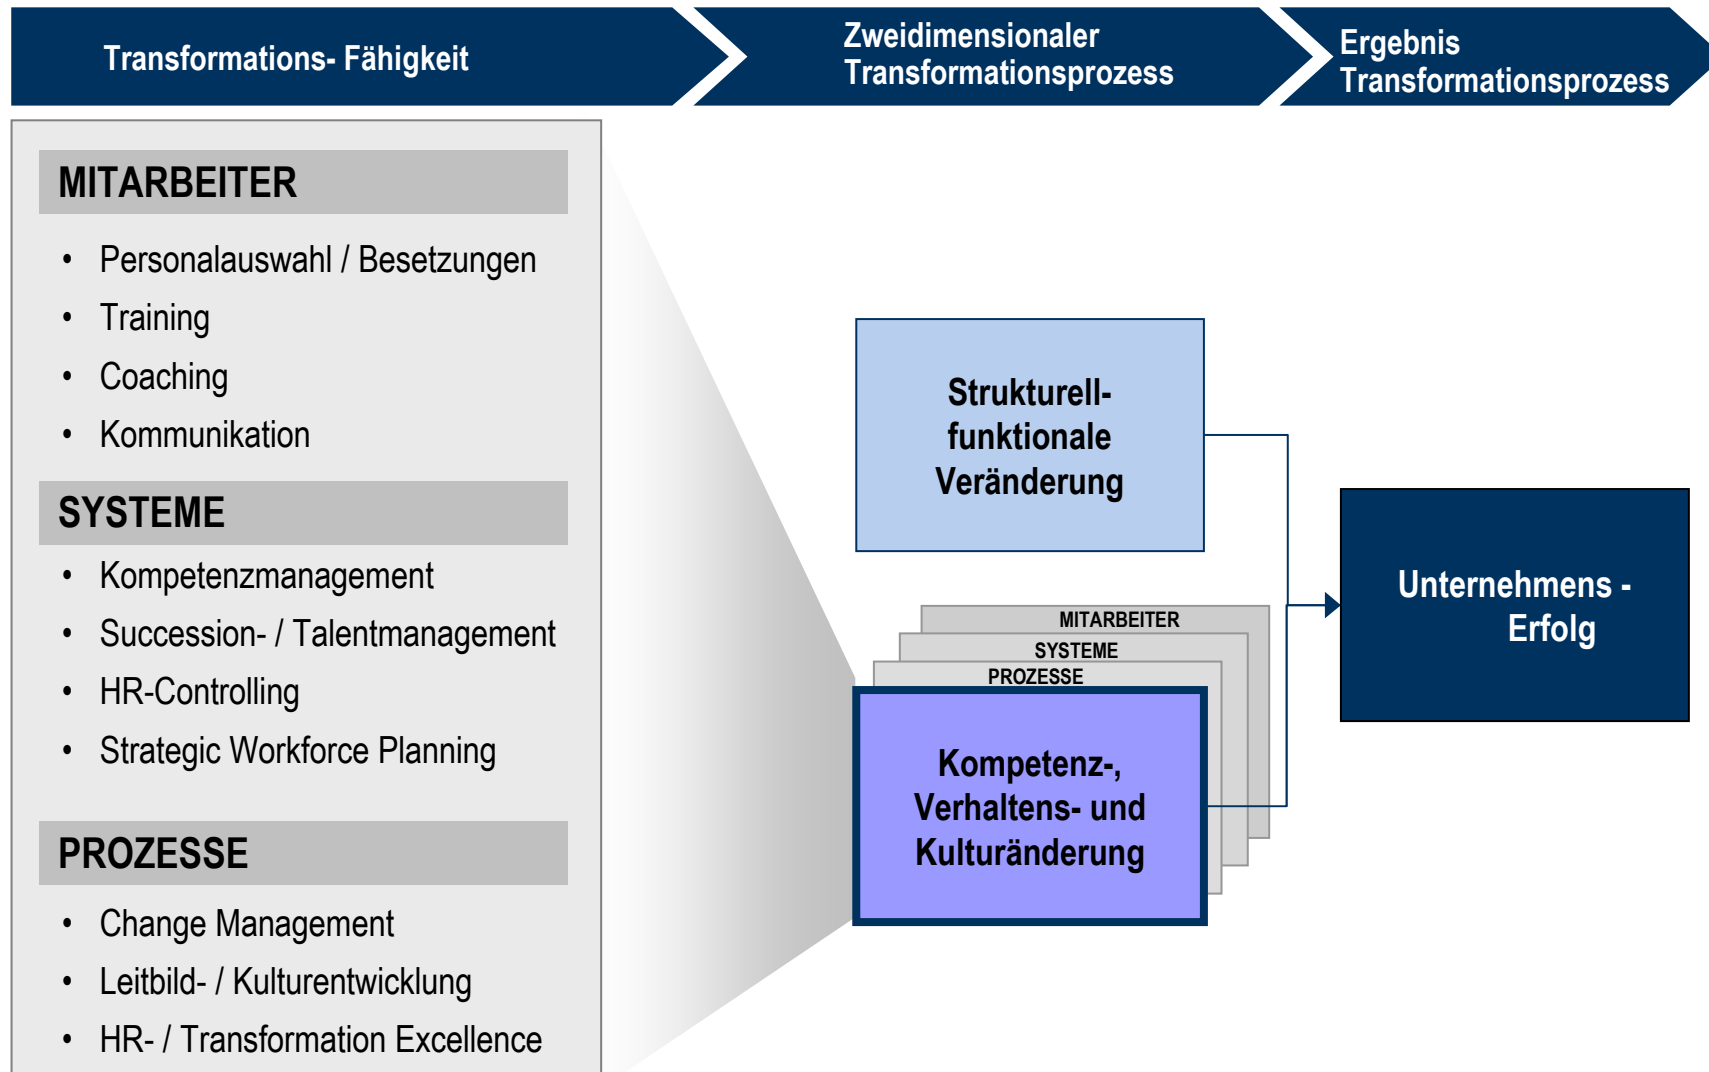 Transformations- Fähigkeit
Zweidimensionaler
Transformationsprozess
Ergebnis
Transformationsprozess
MITARBEITER
• Personalauswahl / Besetzungen
• Training
• Coaching
• Kommunikation
SYSTEME
• Kompetenzmanagement
• Succession- / Talentmanagement
• HR-Controlling
• Strategic Workforce Planning
PROZESSE
• Change Management
• Leitbild- / Kulturentwicklung
• HR- / Transformation Excellence
Strukturell-
funktionale
Veränderung
MITARBEITER
SYSTEME
PROZESSE
Kompetenz-,
Verhaltens- und
Kulturänderung
Unternehmens -
Erfolg